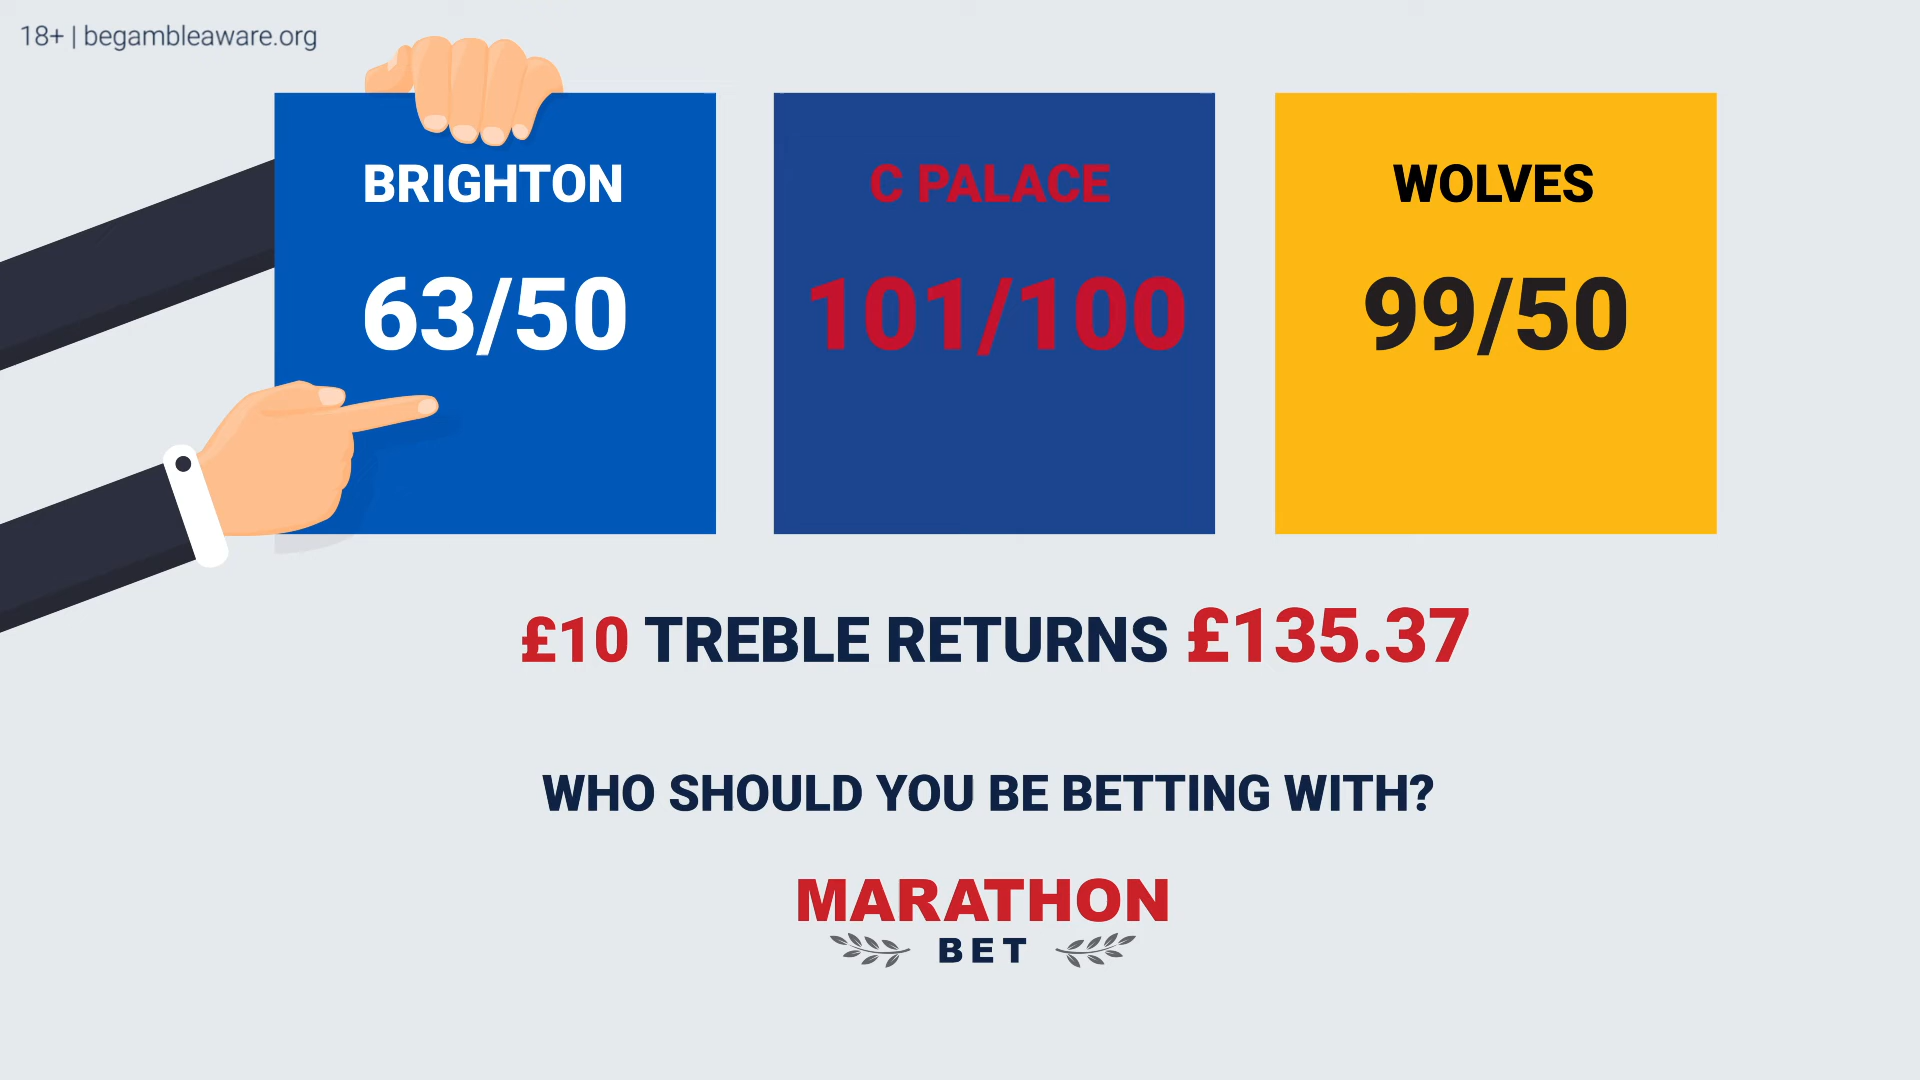 18+ | begambleaware.org
BRIGHTON
63/50
C PALACE
101/100
WOLVES
99/50
£10 TREBLE RETURNS £135.37
WHO SHOULD YOU BE BETTING WITH?
MARATHON
BET